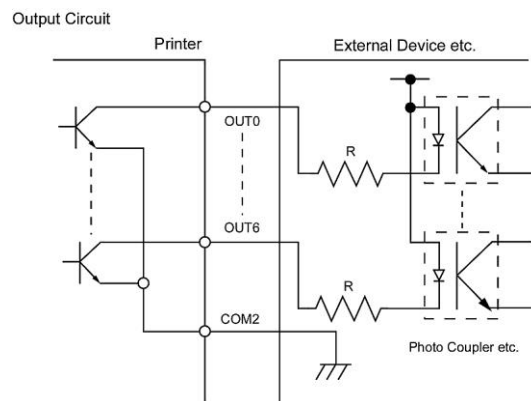 Output Circuit
Printer
External Device etc.
OUT0
R
OUT6
R
COM2
Photo Coupler etc.